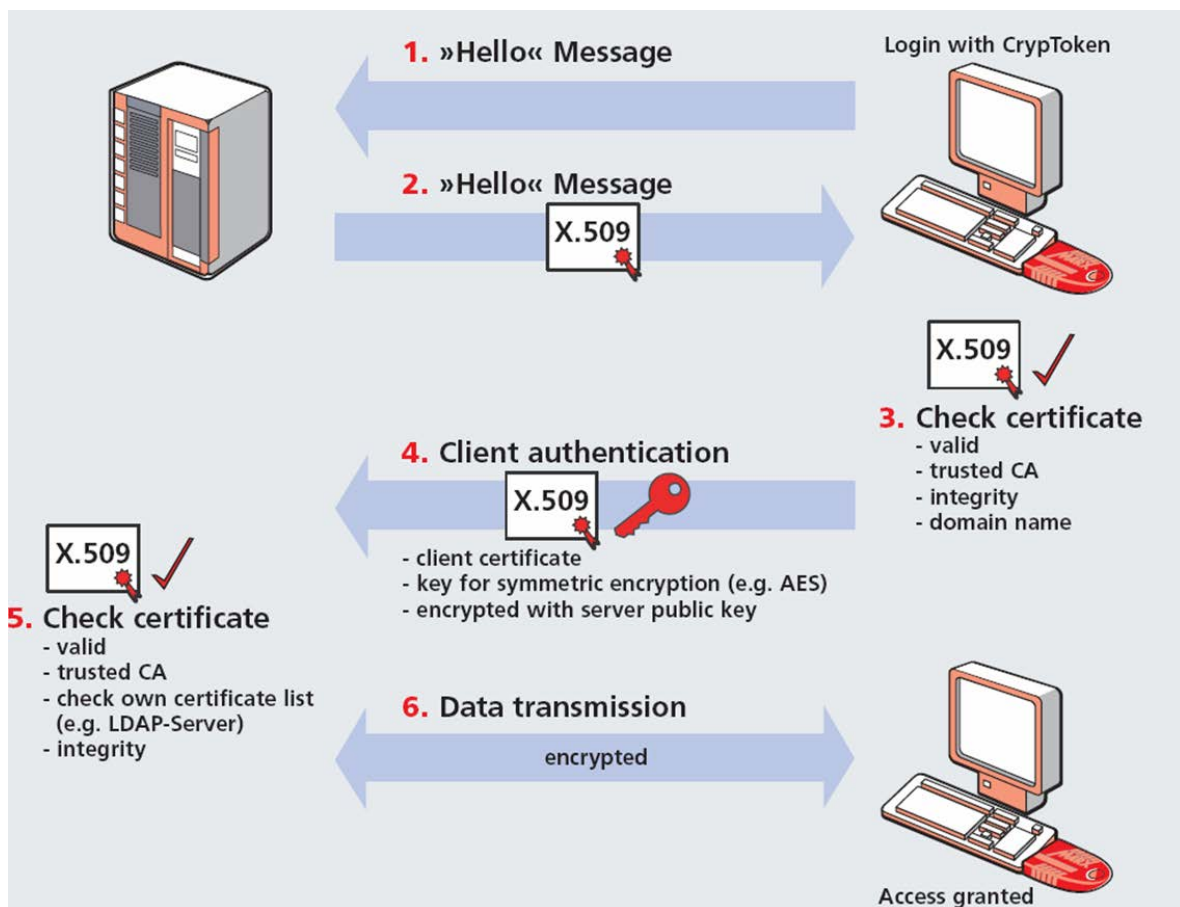 1. »Hello« Message
Login with CrypToken
2. »Hello« Message
X.509
X.509
3. Check certificate
- valid
- trusted CA
- integrity
- domain name
4. Client authentication
X.509
- client certificate
- key for symmetric encryption (e.g. AES)
- encrypted with server public key
X.509
5. Check certificate
- valid
- trusted CA
- check own certificate list
(e.g. LDAP-Server)
- integrity
6. Data transmission
encrypted
Access granted